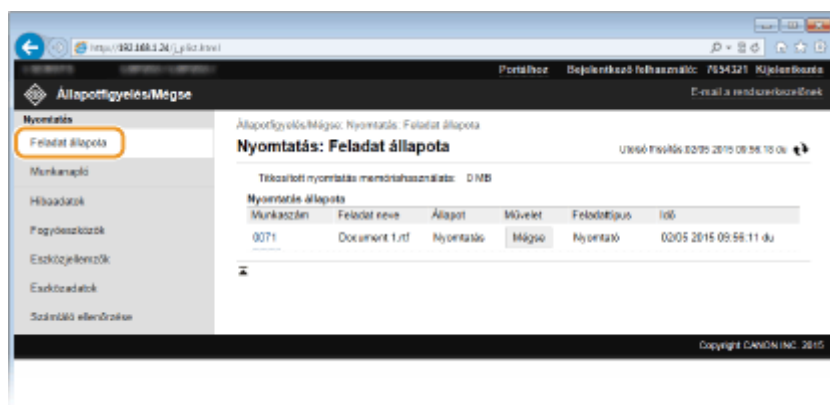 Portálhoz Bejelentkező felhasználó: 7654321 Kijelentkezés
Állapotfigyelés/Mégse E-mail a rendszerkezelőnek
Nyomtatás
Feladat állapota
Munkanapló
Hibaadatok
Fogyóeszközök
Eszközjellemzők
Eszközadatok
Számláló ellenőrzése
Állapotfigyelés/Mégse: Nyomtatás: Feladat állapota
Nyomtatás: Feladat állapota
Utolsó frissítés:02/05 2015 09:56:18 du
Titkosított nyomtatás memóriahasználata: 0 MB
Nyomtatás állapota
Munkaszám Feladat neve Állapot Művelet Feladattípus Idő
0071 Document 1.rtf Nyomtatás Mégse Nyomtató 02/05 2015 09:56:11 du
Copyright CANON INC. 2015